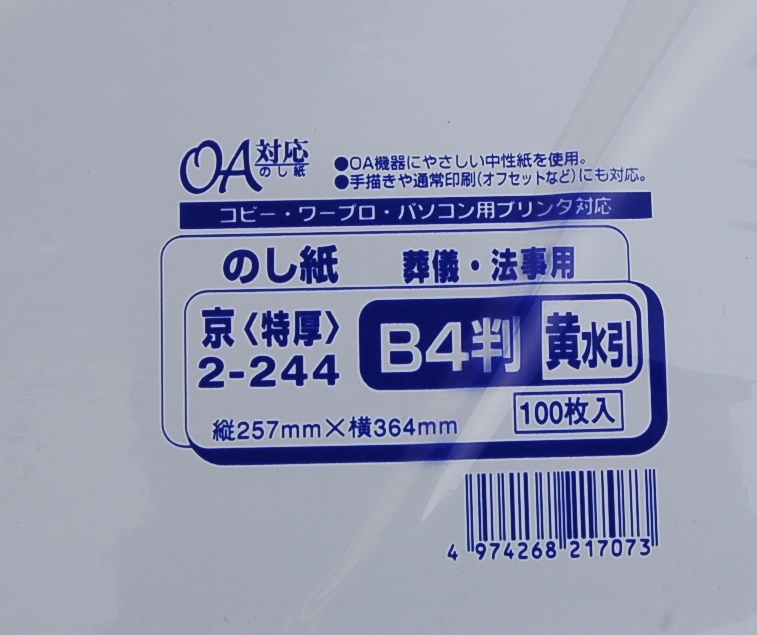 OA対応
のし紙
●OA機器にやさしい中性紙を使用。
●手描きや通常印刷(オフセットなど)にも対応。
コピー・ワープロ・パソコン用プリンタ対応
のし紙 葬儀・法事用
京〈特厚〉
2-244
B4判 黄水引
縦257mm×横364mm
100枚入
4 974268 217073